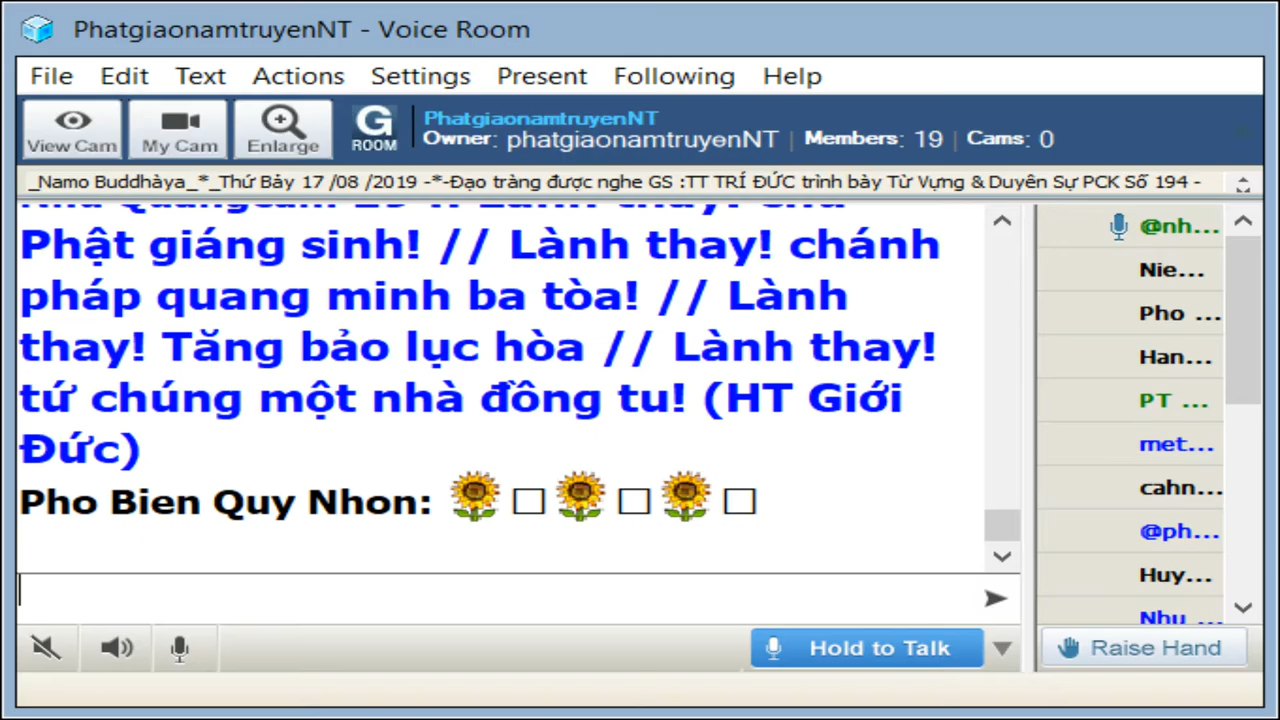 PhatgiaonamtruyenNT - Voice Room
File Edit Text Actions Settings Present Following Help
View Cam My Cam Enlarge G ROOM
PhatgiaonamtruyenNT
Owner: phatgiaonamtruyenNT | Members: 19 | Cams: 0
_Namo Buddhàya_*_Thứ Bảy 17 /08 /2019 -*-Đạo tràng được nghe GS :TT TRÍ ĐỨC trình bày Từ Vựng & Duyên Sự PCK Số 194 -
Phật giáng sinh! // Lành thay! chánh
pháp quang minh ba tòa! // Lành
thay! Tăng bảo lục hòa // Lành thay!
tứ chúng một nhà đồng tu! (HT Giới
Đức)
Pho Bien Quy Nhon:
@nh...
Nie...
Pho ...
Han...
PT ...
met...
cahn...
@ph...
Huy...
Nhu ...
Hold to Talk
Raise Hand